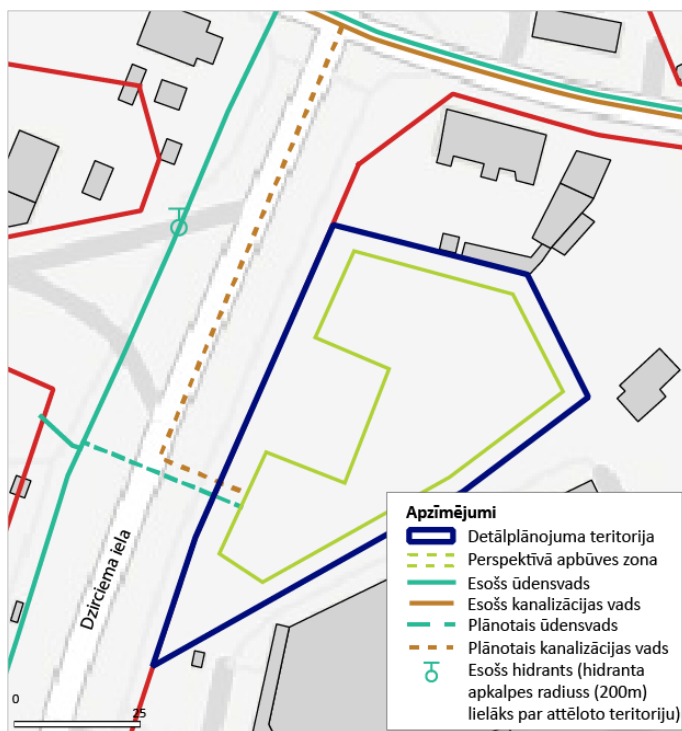 Dzirciema iela
Apzīmējumi
Detālplānojuma teritorija
Perspektīvā apbūves zona
Esošs ūdensvads
Esošs kanalizācijas vads
Plānotais ūdensvads
Plānotais kanalizācijas vads
Esošs hidrants (hidranta
apkalpes radiuss (200m)
lielāks par attēloto teritoriju)
0
25